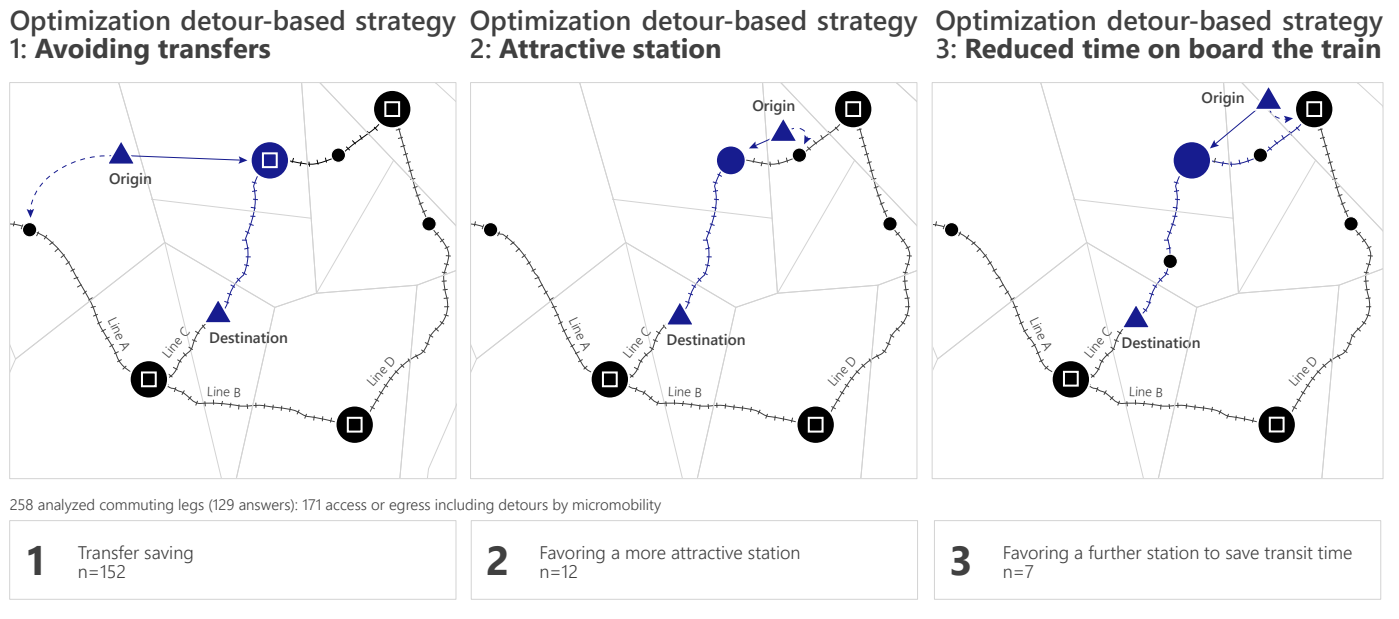 Optimization detour-based strategy
1: Avoiding transfers
Optimization detour-based strategy
2: Attractive station
Optimization detour-based strategy
3: Reduced time on board the train
Origin
Destination
Line A
Line C
Line B
Line D
Origin
Destination
Line A
Line C
Line B
Line D
Origin
Destination
Line A
Line C
Line B
Line D
258 analyzed commuting legs (129 answers): 171 access or egress including detours by micromobility
1
Transfer saving
n=152
2
Favoring a more attractive station
n=12
3
Favoring a further station to save transit time
n=7